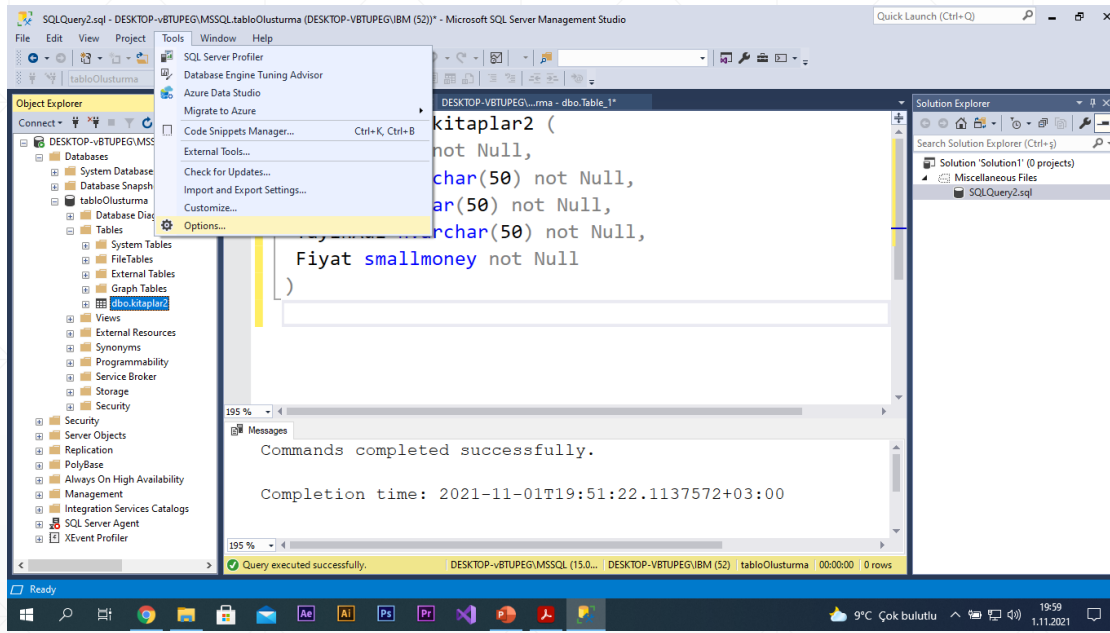 SQLQuery2.sql - DESKTOP-vBTUPEG\MSSQL.tabloOlusturma (DESKTOP-VBTUPEG\IBM (52))* - Microsoft SQL Server Management Studio
Quick Launch (Ctrl+Q)
File Edit View Project Tools Window Help
tabloOlusturma
SQL Server Profiler
Database Engine Tuning Advisor
Azure Data Studio
Migrate to Azure
Code Snippets Manager... Ctrl+K, Ctrl+B
External Tools...
Check for Updates...
Import and Export Settings...
Customize...
Options...
Object Explorer
Connect
DESKTOP-vBTUPEG\MSS
Databases
System Database
Database Snapsh
tabloOlusturma
Database Diag
Tables
System Tables
FileTables
External Tables
Graph Tables
dbo.kitaplar2
Views
External Resources
Synonyms
Programmability
Service Broker
Storage
Security
Security
Server Objects
Replication
PolyBase
Always On High Availability
Management
Integration Services Catalogs
SQL Server Agent
XEvent Profiler
DESKTOP-VBTUPEG\...rma - dbo.Table_1*
kitaplar2 (
not Null,
char(50) not Null,
ar(50) not Null,
rchar(50) not Null,
Fiyat smallmoney not Null
)
195 %
Messages
Commands completed successfully.
Completion time: 2021-11-01T19:51:22.1137572+03:00
195 %
Query executed successfully. DESKTOP-vBTUPEG\MSSQL (15.0... DESKTOP-VBTUPEG\IBM (52) tabloOlusturma 00:00:00 0 rows
Solution Explorer
Search Solution Explorer (Ctrl+ş)
Solution 'Solution1' (0 projects)
Miscellaneous Files
SQLQuery2.sql
Ready
Ae Ai Ps Pr
9°C Çok bulutlu
19:59
1.11.2021